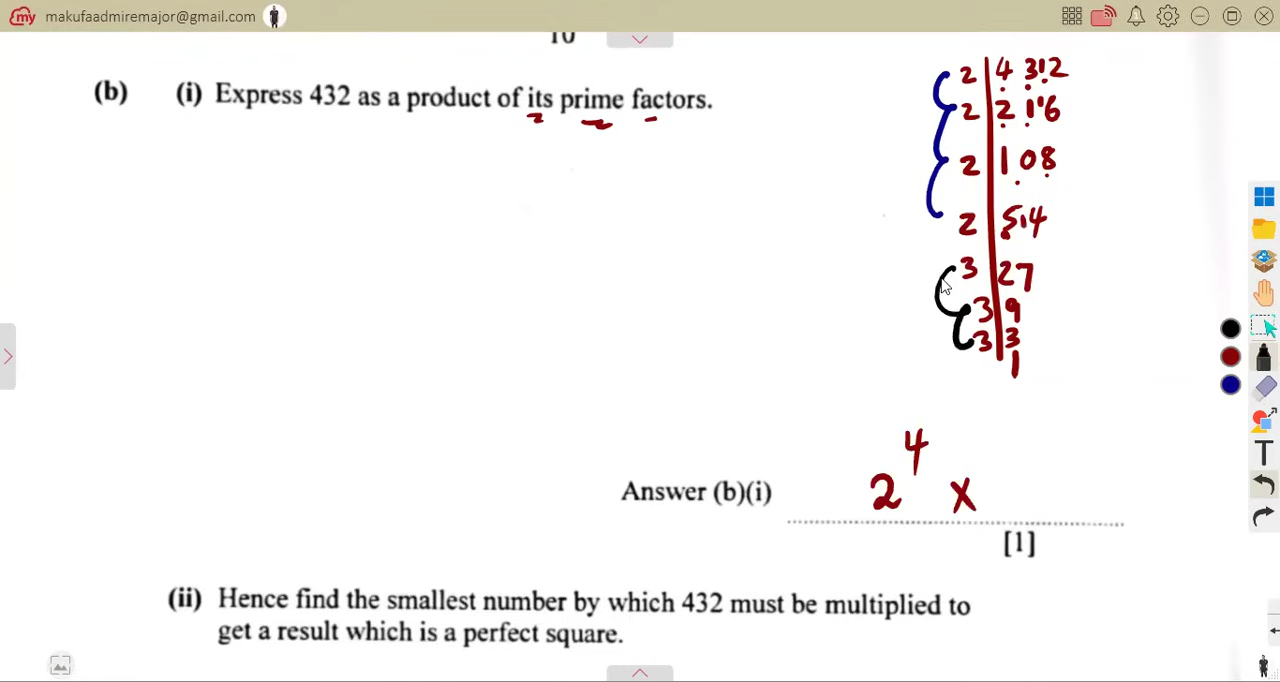 my makufaadmiremajor@gmail.com
10
(b) (i) Express 432 as a product of its prime factors.
2 432
2 216
2 108
2 54
3 27
3 9
3 3
1
Answer (b)(i) 2⁴ x
[1]
(ii) Hence find the smallest number by which 432 must be multiplied to
get a result which is a perfect square.
T